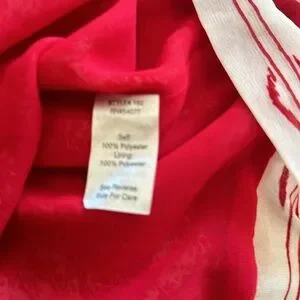 Self:
100% Polyester
Lining:
100% Polyester
See Reverse
Side For Care